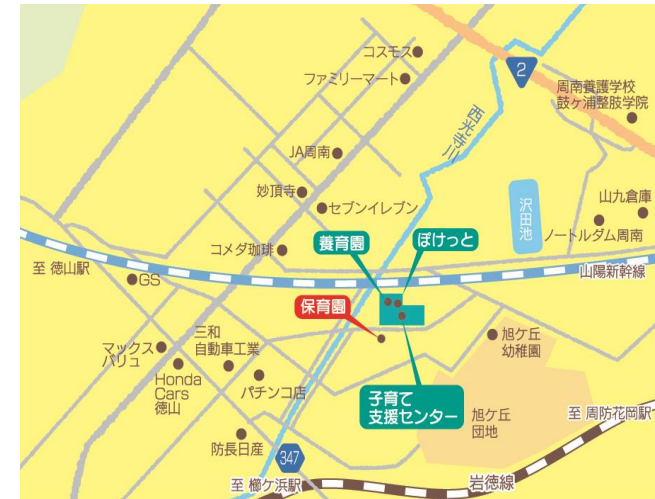 コスモス
ファミリーマート
2
周南養護学校
鼓ヶ浦整肢学院
西光寺川
JA周南
妙頂寺
セブンイレブン
沢田池
山九倉庫
ノートルダム周南
養育園
ぽけっと
コメダ珈琲
至 徳山駅
GS
山陽新幹線
保育園
マックス
バリュ
三和
自動車工業
旭ケ丘
幼稚園
Honda
Cars
徳山
パチンコ店
子育て
支援センター
旭ケ丘
団地
至 周防花岡駅
防長日産
347
至 櫛ケ浜駅
岩徳線